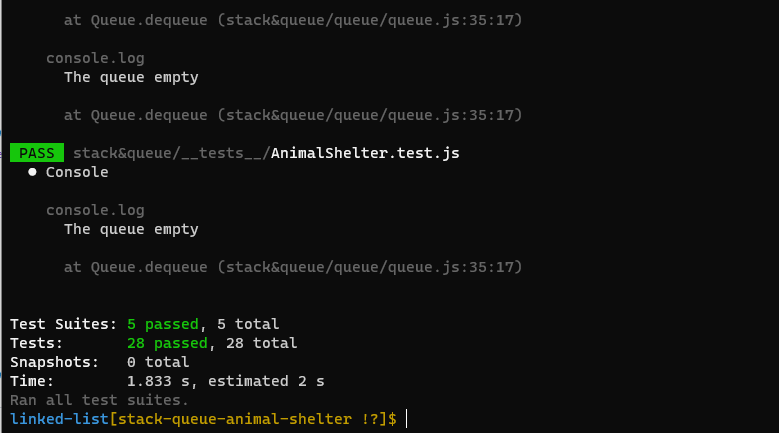 at Queue.dequeue (stack&queue/queue/queue.js:35:17)
console.log
The queue empty
at Queue.dequeue (stack&queue/queue/queue.js:35:17)
PASS stack&queue/__tests__/AnimalShelter.test.js
● Console
console.log
The queue empty
at Queue.dequeue (stack&queue/queue/queue.js:35:17)
Test Suites: 5 passed, 5 total
Tests: 28 passed, 28 total
Snapshots: 0 total
Time: 1.833 s, estimated 2 s
Ran all test suites.
linked-list[stack-queue-animal-shelter !?]$